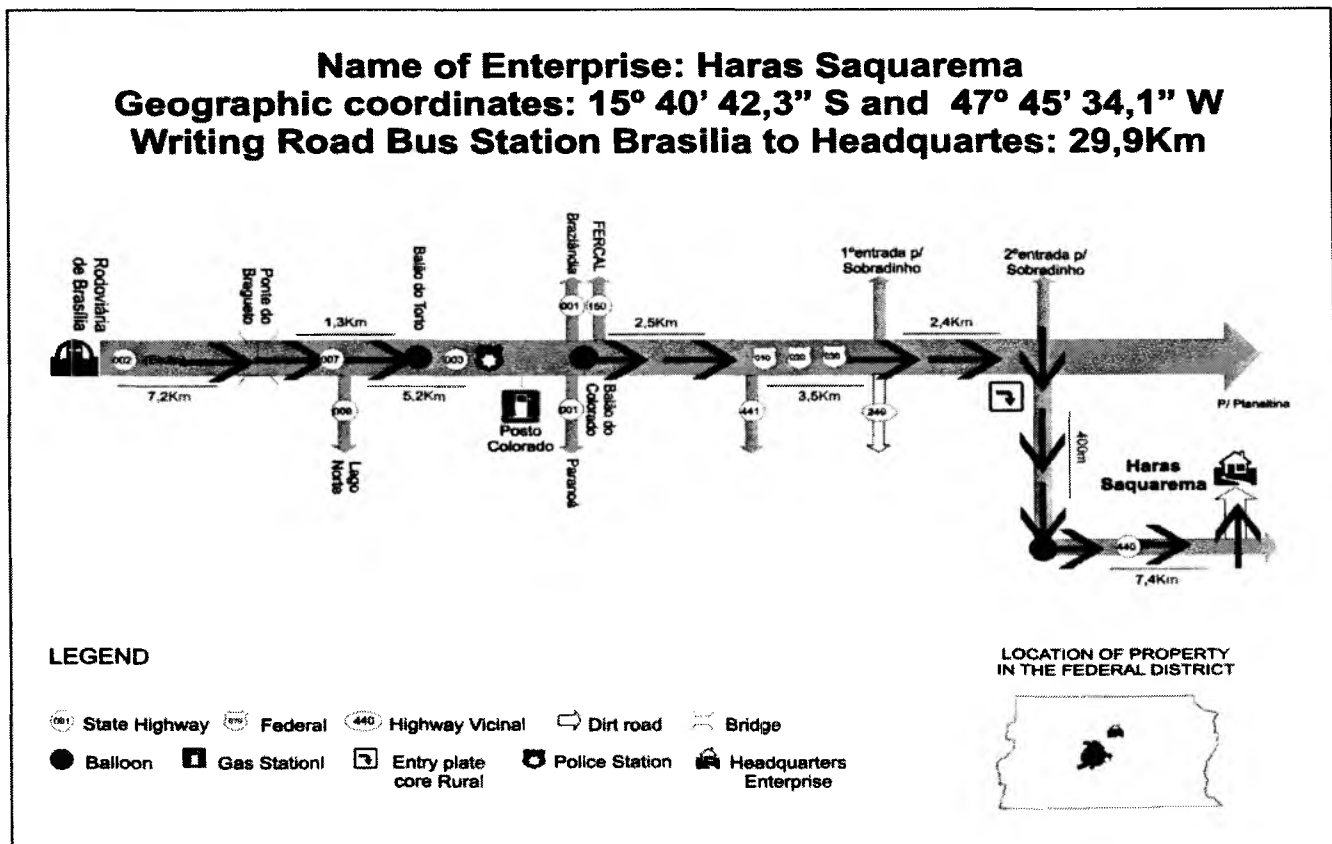 Name of Enterprise: Haras Saquarema
Geographic coordinates: 15º 40' 42,3" S and 47º 45' 34,1" W
Writing Road Bus Station Brasilia to Headquartes: 29,9Km
Rodoviária
de Brasília
Ponte do
Bragueto
Balão do Torto
Brazlândia
FERCAL
1ºentrada p/
Sobradinho
2ºentrada p/
Sobradinho
1,3Km
001
150
2,5Km
2,4Km
002
007
003
010
020
030
7,2Km
5,2Km
3,5Km
009
Posto
Colorado
001
Balão do
Colorado
441
249
P/ Planaltina
Lago
Norte
Paranoá
400m
Haras
Saquarema
440
7,4Km
LEGEND
LOCATION OF PROPERTY
IN THE FEDERAL DISTRICT
001 State Highway
Federal
440 Highway Vicinal
Dirt road
Bridge
Balloon
Gas Stationl
Entry plate
core Rural
Police Station
Headquarters
Enterprise